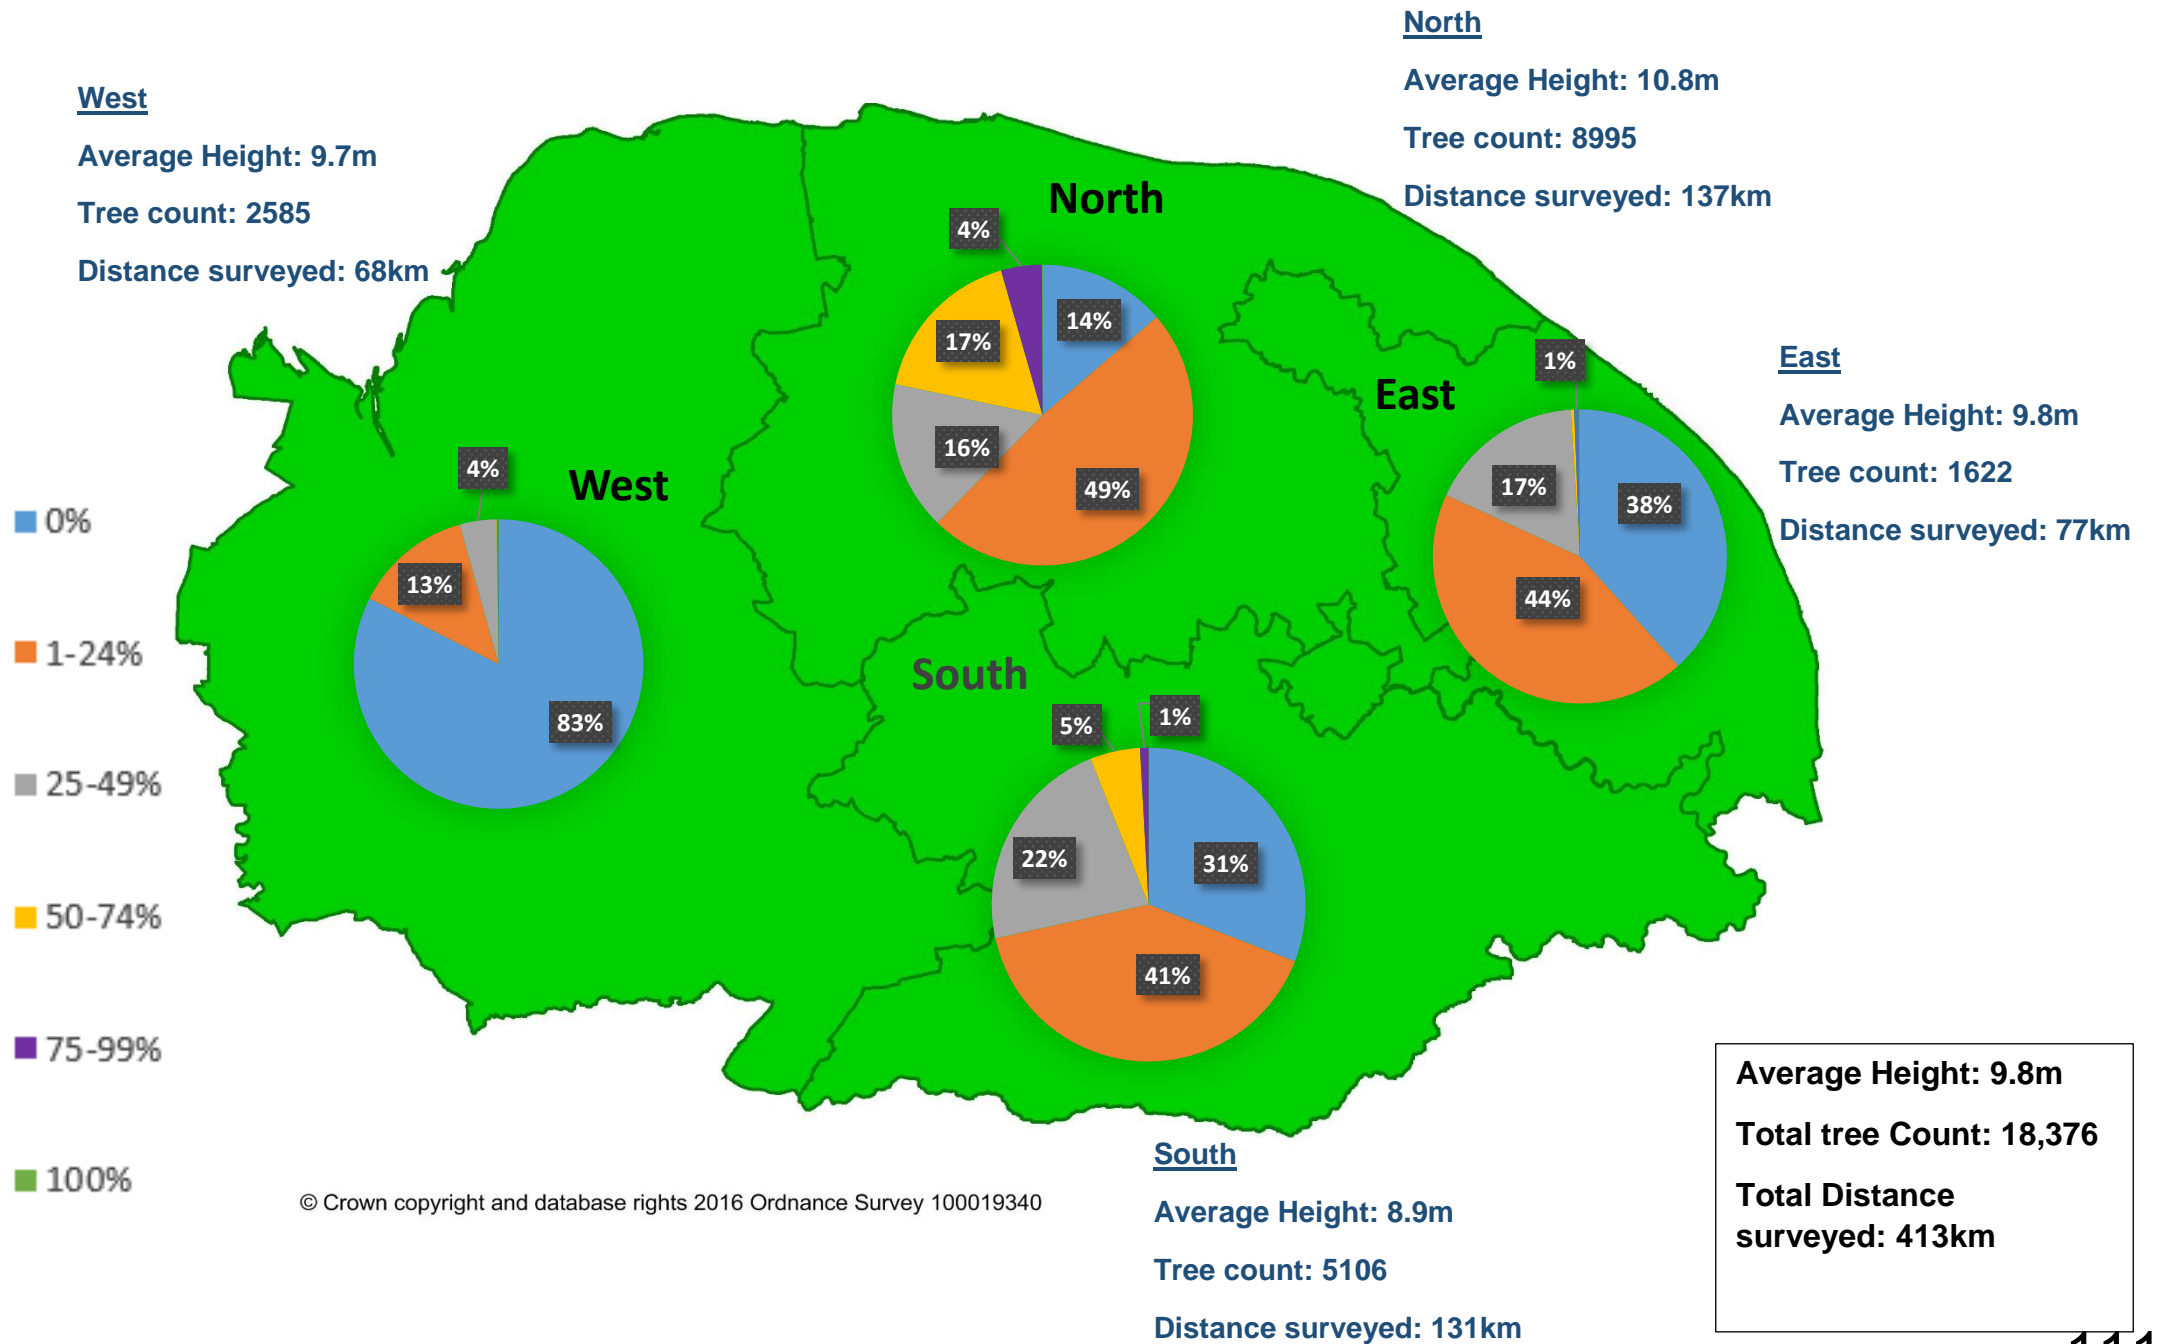 North
Average Height: 10.8m
Tree count: 8995
Distance surveyed: 137km
West
Average Height: 9.7m
Tree count: 2585
Distance surveyed: 68km
North
4%
14%
17%
16%
49%
East
1%
38%
17%
44%
East
Average Height: 9.8m
Tree count: 1622
Distance surveyed: 77km
West
4%
13%
83%
0%
1-24%
25-49%
50-74%
75-99%
100%
South
5%
1%
22%
31%
41%
© Crown copyright and database rights 2016 Ordnance Survey 100019340
South
Average Height: 8.9m
Tree count: 5106
Distance surveyed: 131km
Average Height: 9.8m
Total tree Count: 18,376
Total Distance
surveyed: 413km